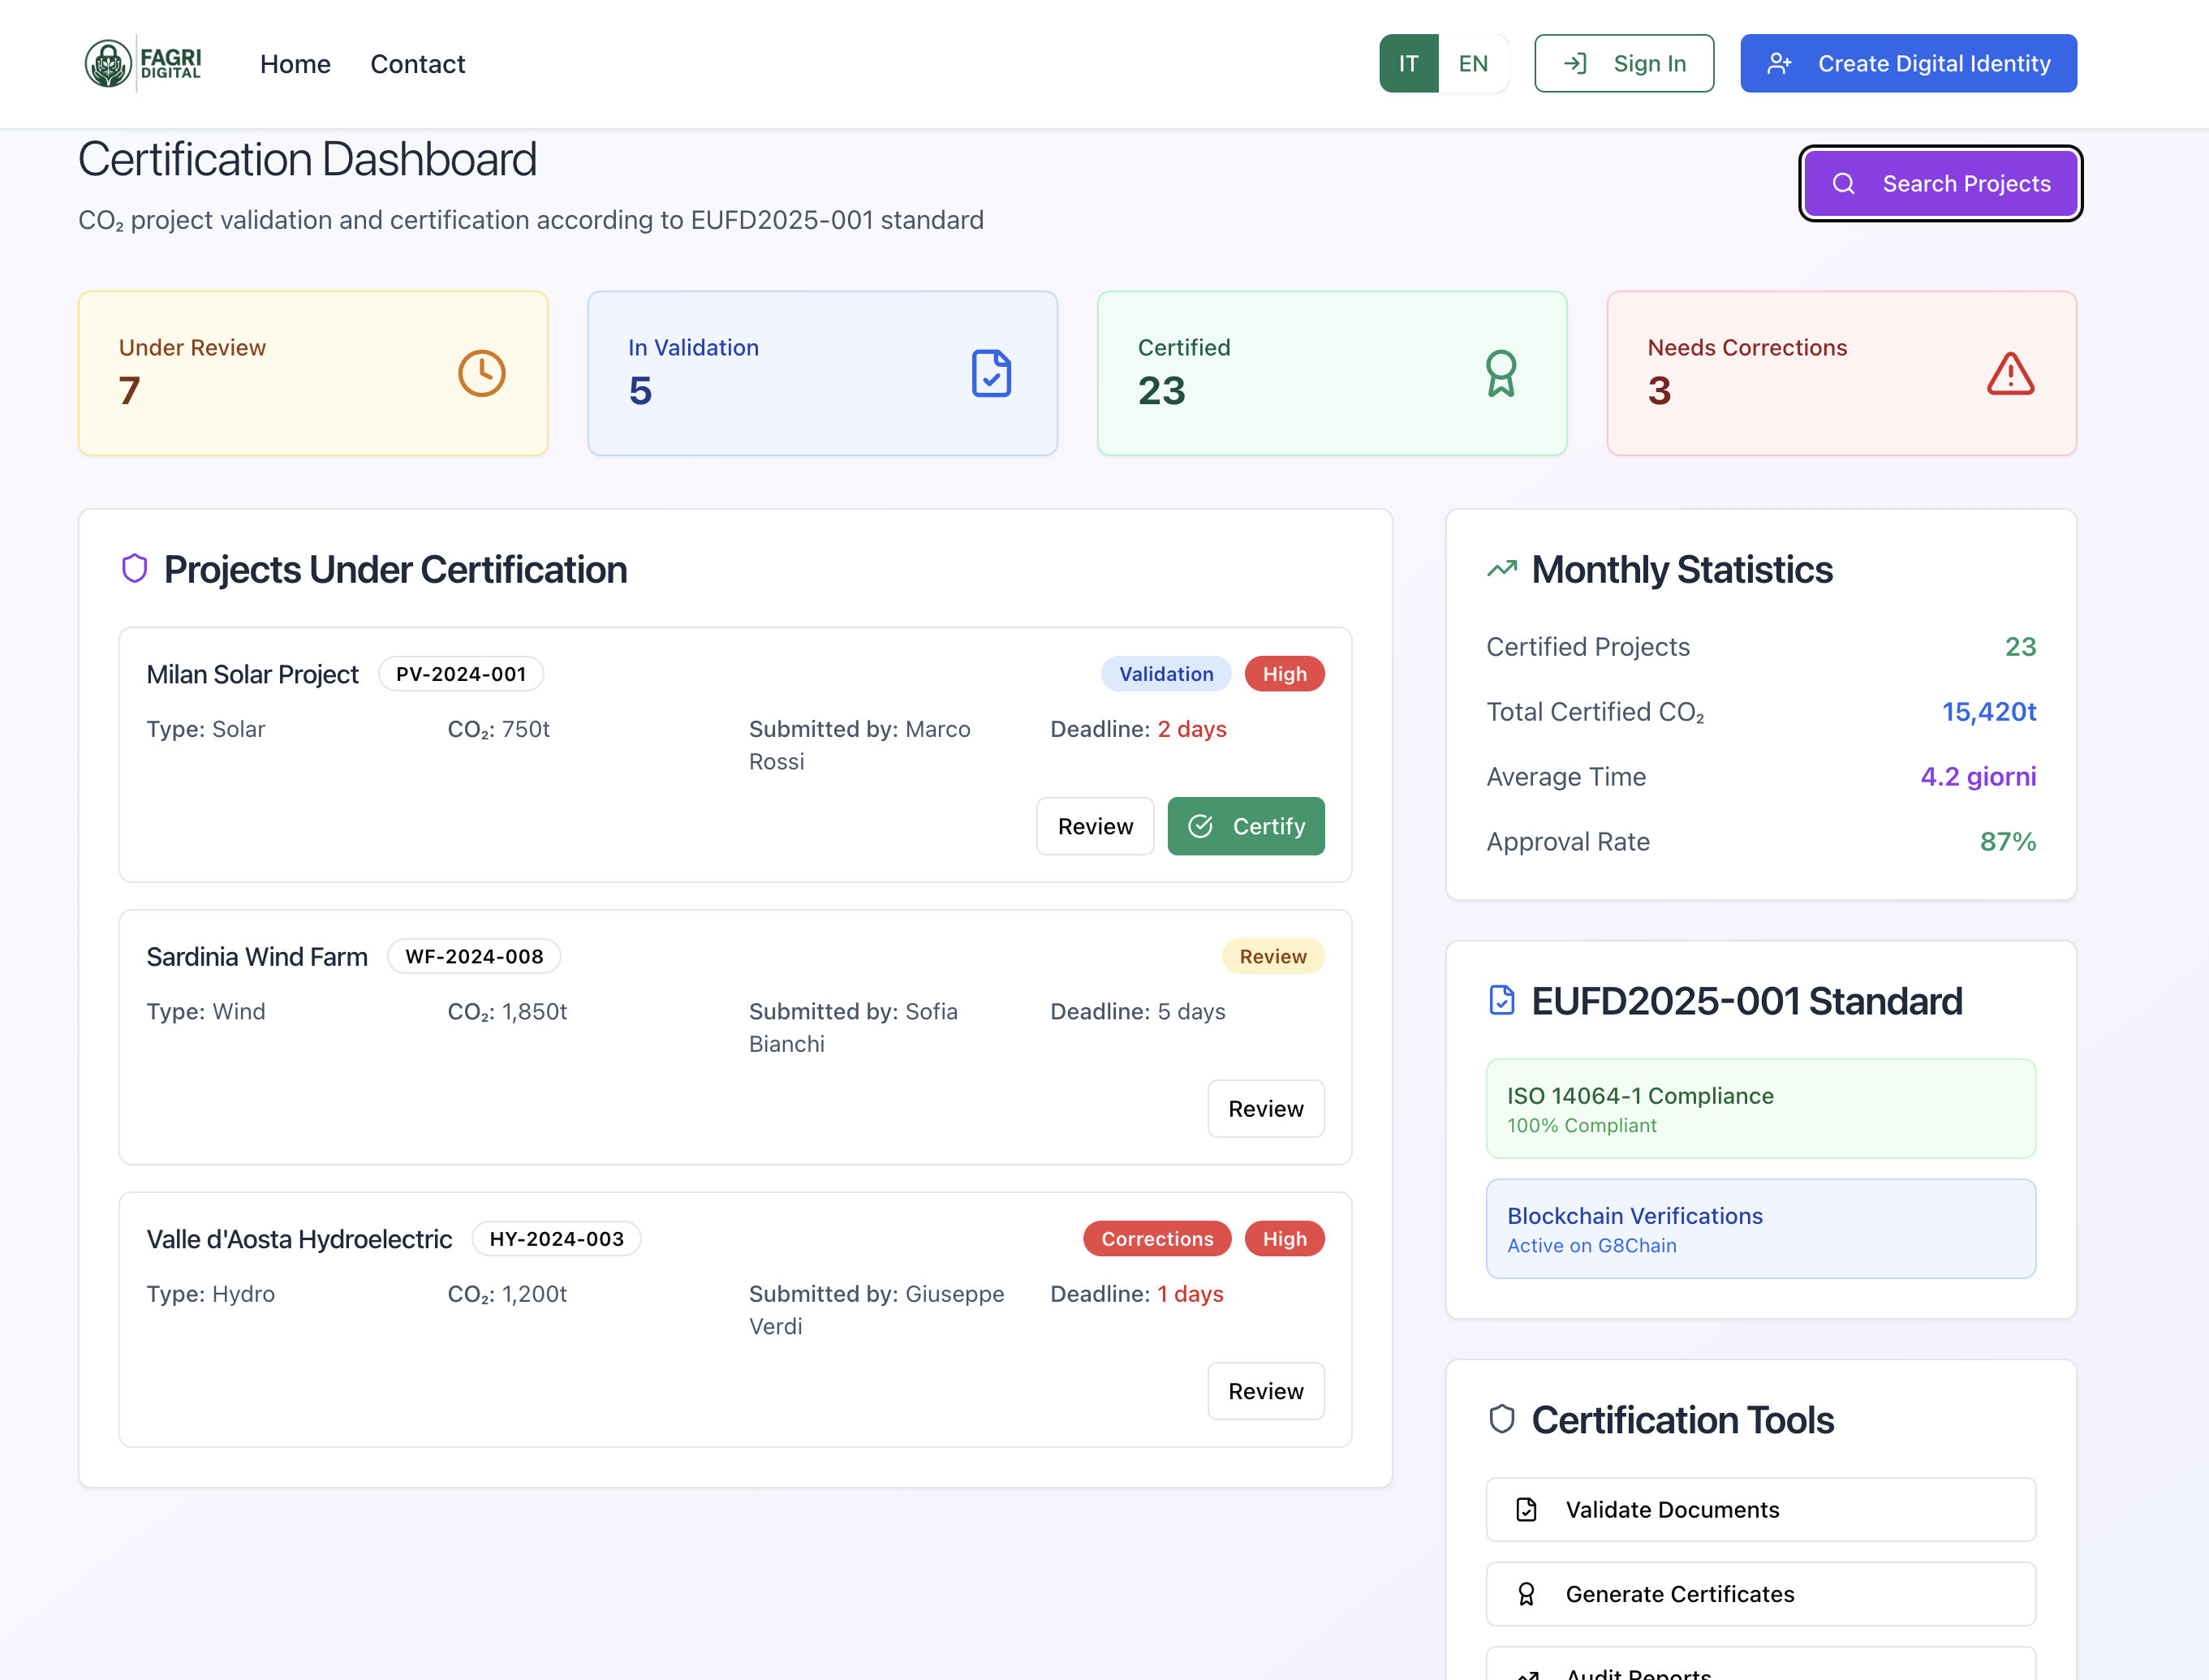 FAGRI
DIGITAL
Home
Contact
IT
EN
Sign In
Create Digital Identity
Certification Dashboard
Search Projects
CO₂ project validation and certification according to EUFD2025-001 standard
Under Review
7
In Validation
5
Certified
23
Needs Corrections
3
Projects Under Certification
Milan Solar Project
PV-2024-001
Validation
High
Type: Solar
CO₂: 750t
Submitted by: Marco
Rossi
Deadline: 2 days
Review
Certify
Sardinia Wind Farm
WF-2024-008
Review
Type: Wind
CO₂: 1,850t
Submitted by: Sofia
Bianchi
Deadline: 5 days
Review
Valle d'Aosta Hydroelectric
HY-2024-003
Corrections
High
Type: Hydro
CO₂: 1,200t
Submitted by: Giuseppe
Verdi
Deadline: 1 days
Review
Monthly Statistics
Certified Projects
23
Total Certified CO₂
15,420t
Average Time
4.2 giorni
Approval Rate
87%
EUFD2025-001 Standard
ISO 14064-1 Compliance
100% Compliant
Blockchain Verifications
Active on G8Chain
Certification Tools
Validate Documents
Generate Certificates
Audit Reports